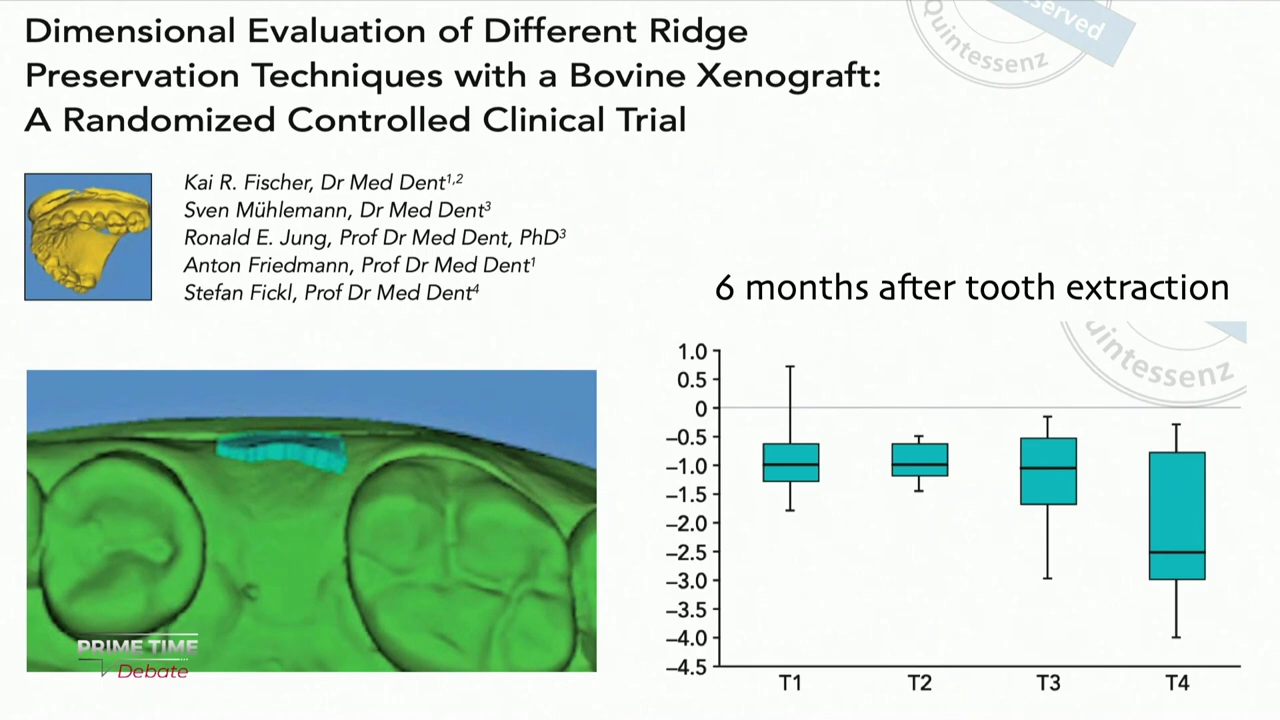 Dimensional Evaluation of Different Ridge
Preservation Techniques with a Bovine Xenograft:
A Randomized Controlled Clinical Trial
served
Quintessenz
Kai R. Fischer, Dr Med Dent1,2
Sven Mühlemann, Dr Med Dent3
Ronald E. Jung, Prof Dr Med Dent, PhD3
Anton Friedmann, Prof Dr Med Dent1
Stefan Fickl, Prof Dr Med Dent4
6 months after tooth extraction
uintessenz
1.0
0.5
0
−0.5
−1.0
−1.5
−2.0
−2.5
−3.0
−3.5
−4.0
−4.5
T1 T2 T3 T4
PRIME TIME
Debate